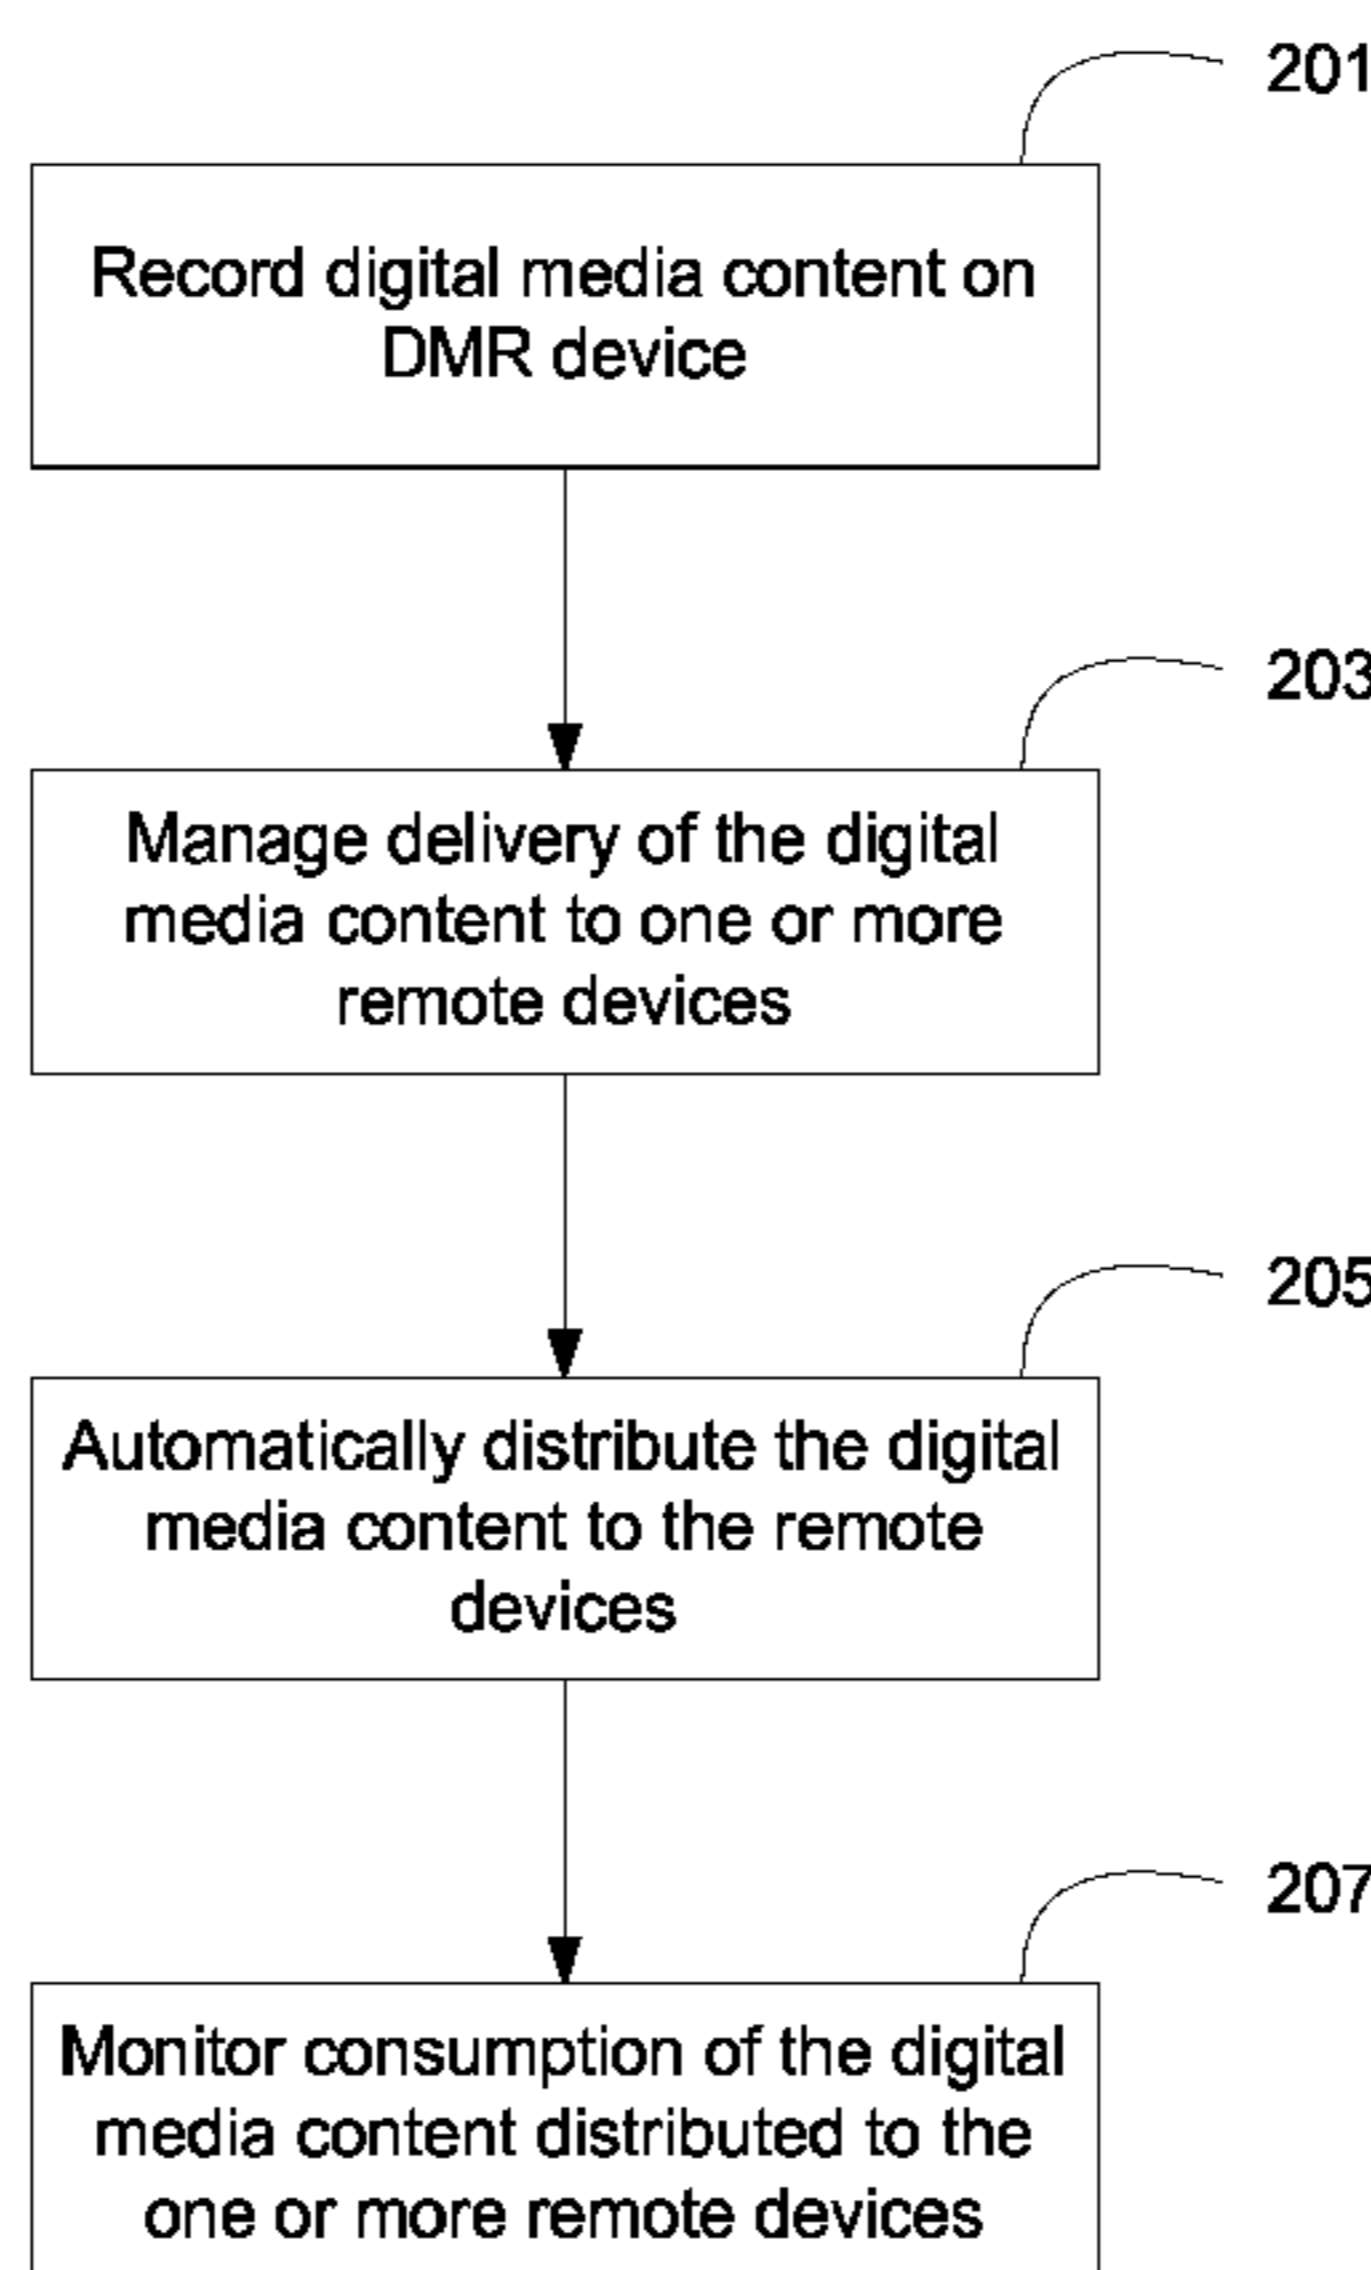 201
Record digital media content on
DMR device
203
Manage delivery of the digital
media content to one or more
remote devices
205
Automatically distribute the digital
media content to the remote
devices
207
Monitor consumption of the digital
media content distributed to the
one or more remote devices